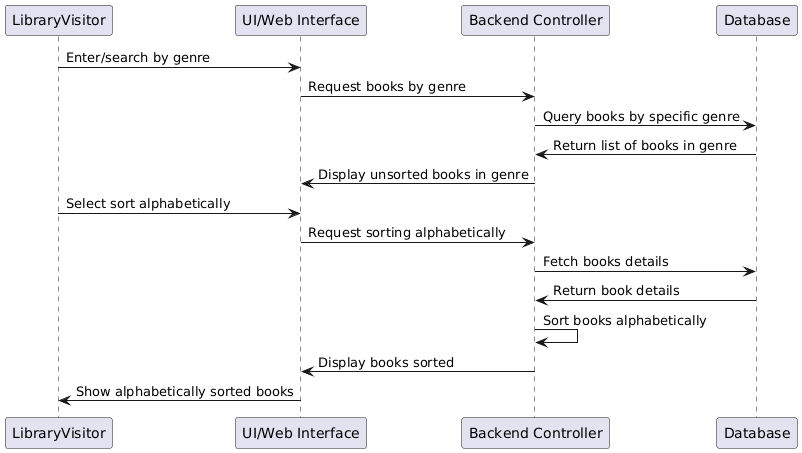 LibraryVisitor UI/Web Interface Backend Controller Database
Enter/search by genre
Request books by genre
Query books by specific genre
Return list of books in genre
Display unsorted books in genre
Select sort alphabetically
Request sorting alphabetically
Fetch books details
Return book details
Sort books alphabetically
Display books sorted
Show alphabetically sorted books
LibraryVisitor UI/Web Interface Backend Controller Database